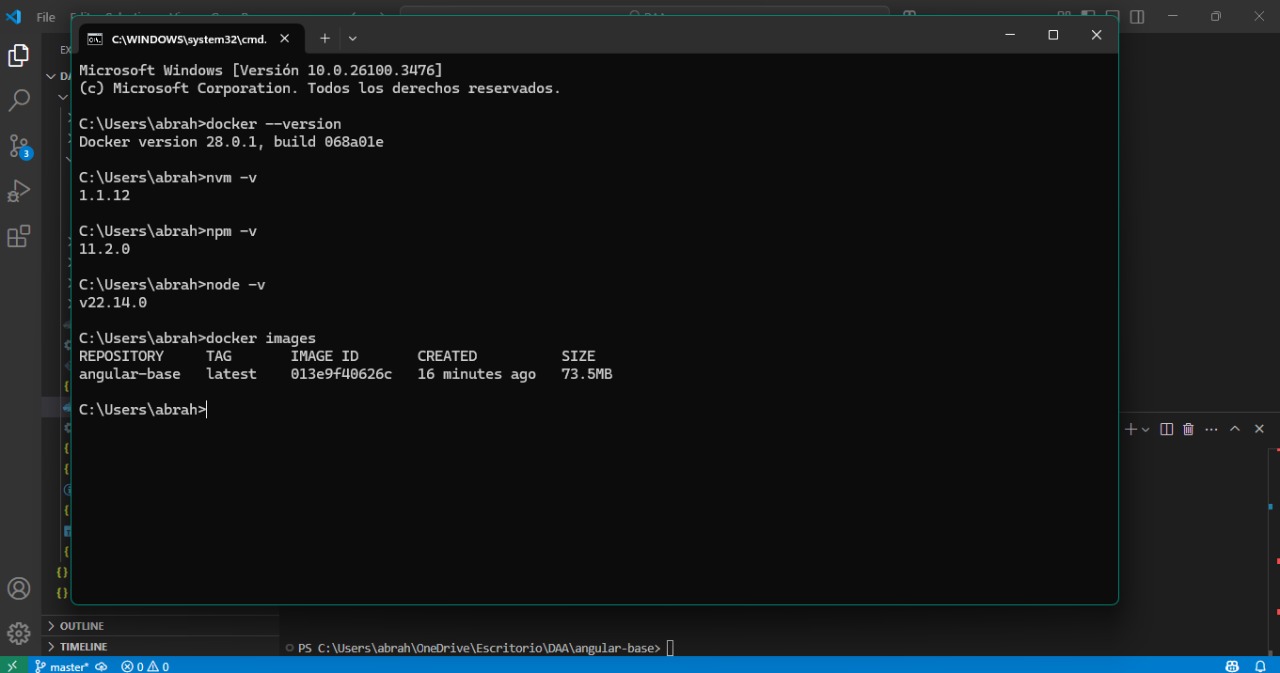 File
C:\WINDOWS\system32\cmd.
Microsoft Windows [Versión 10.0.26100.3476]
(c) Microsoft Corporation. Todos los derechos reservados.
C:\Users\abrah>docker --version
Docker version 28.0.1, build 068a01e
C:\Users\abrah>nvm -v
1.1.12
C:\Users\abrah>npm -v
11.2.0
C:\Users\abrah>node -v
v22.14.0
C:\Users\abrah>docker images
REPOSITORY TAG IMAGE ID CREATED SIZE
angular-base latest 013e9f40626c 16 minutes ago 73.5MB
C:\Users\abrah>
3
OUTLINE
TIMELINE
PS C:\Users\abrah\OneDrive\Escritorio\DAA\angular-base>
master* 0 0